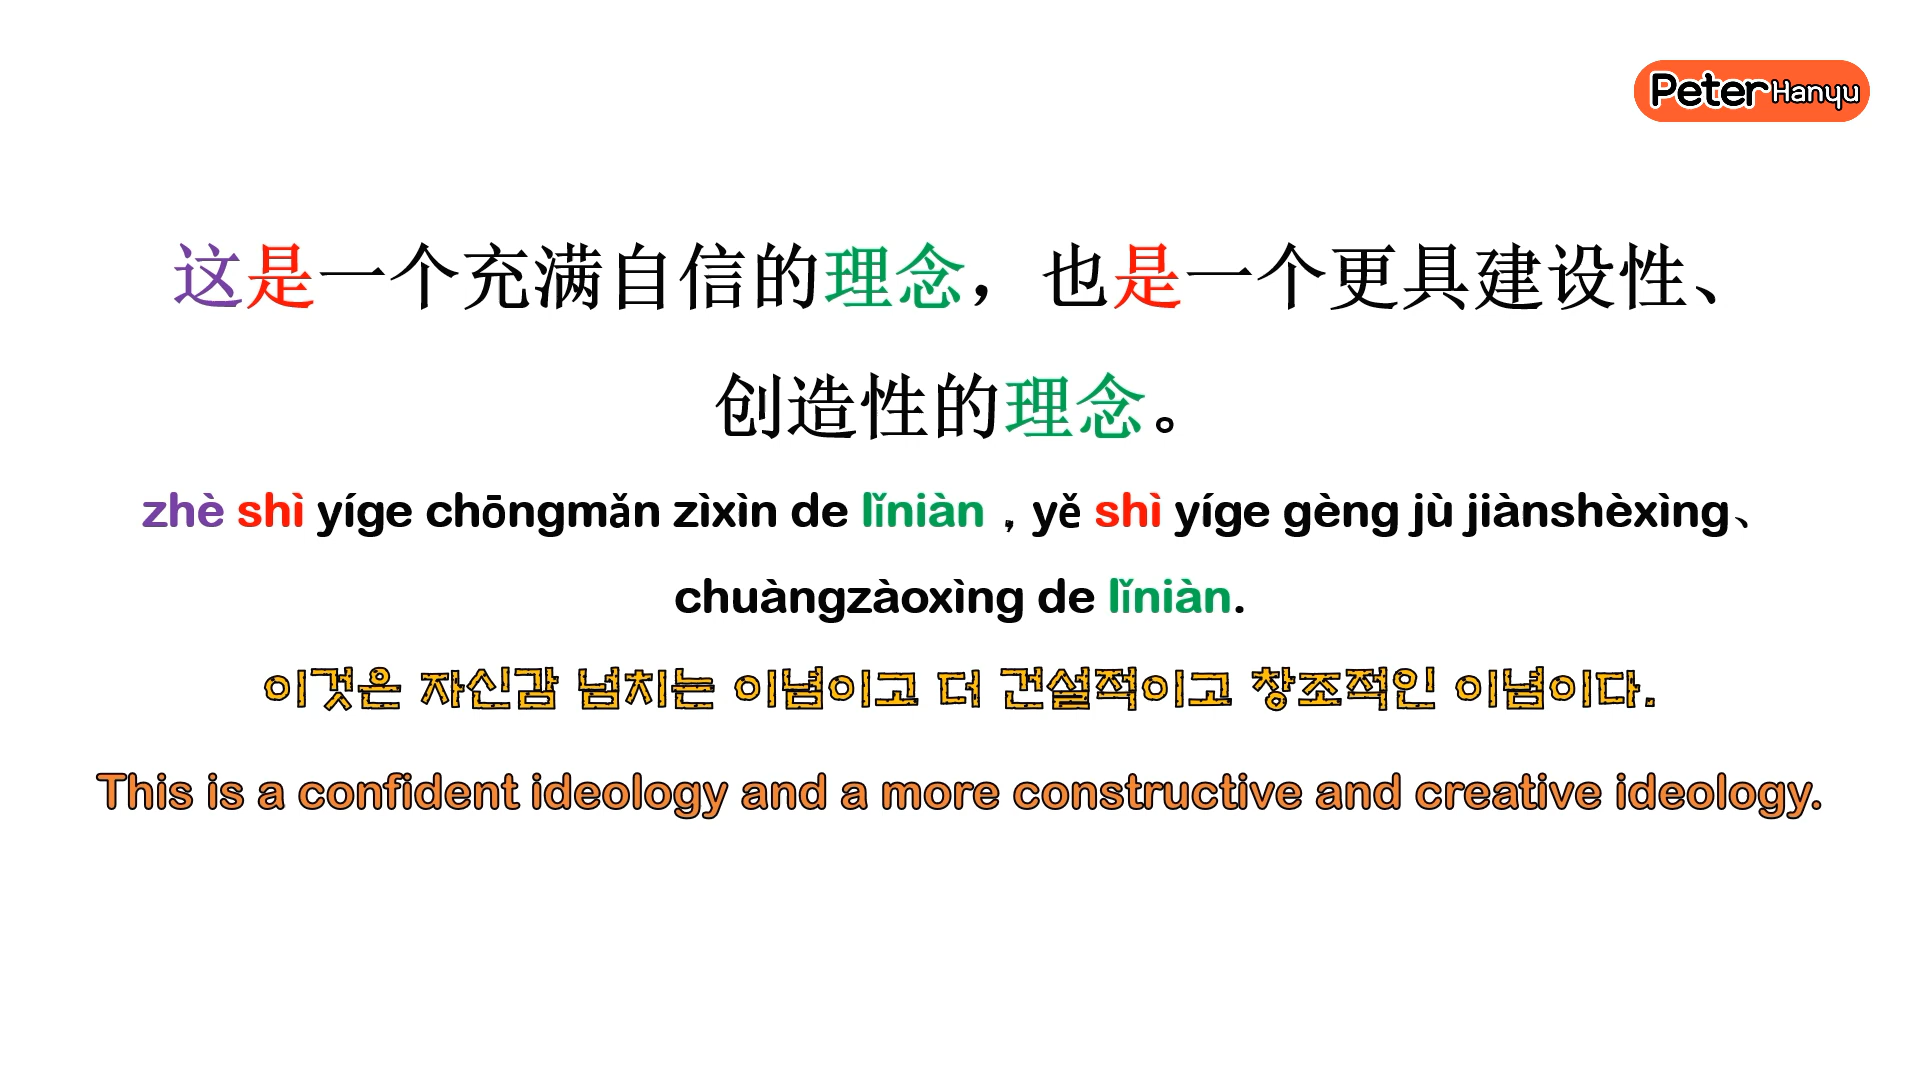 Peter Hanyu
这是一个充满自信的理念，也是一个更具建设性、
创造性的理念。
zhè shì yíge chōngmǎn zìxìn de lǐniàn，yě shì yíge gèng jù jiànshèxìng、
chuàngzàoxìng de lǐniàn.
이것은 자신감 넘치는 이념이고 더 건설적이고 창조적인 이념이다.
This is a confident ideology and a more constructive and creative ideology.